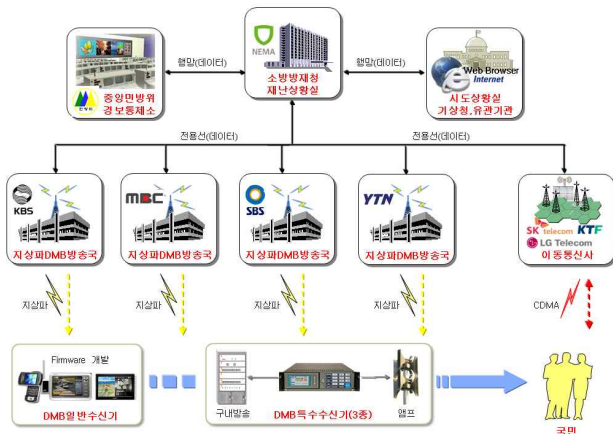 NEMA
소방방재청
재난상황실
행망(데이터)
행망(데이터)
중앙민방위
경보통제소
Web Browser
Internet
시도상황실
기상청,유관기관
전용선(데이터)
전용선(데이터)
KBS
지상파DMB방송국
MBC
지상파DMB방송국
SBS
지상파DMB방송국
YTN
지상파DMB방송국
SK telecom
KTF
LG Telecom
이동통신사
지상파
지상파
지상파
지상파
CDMA
Firmware 개발
DMB일반수신기
구내방송
DMB특수수신기(3종)
앰프
국민